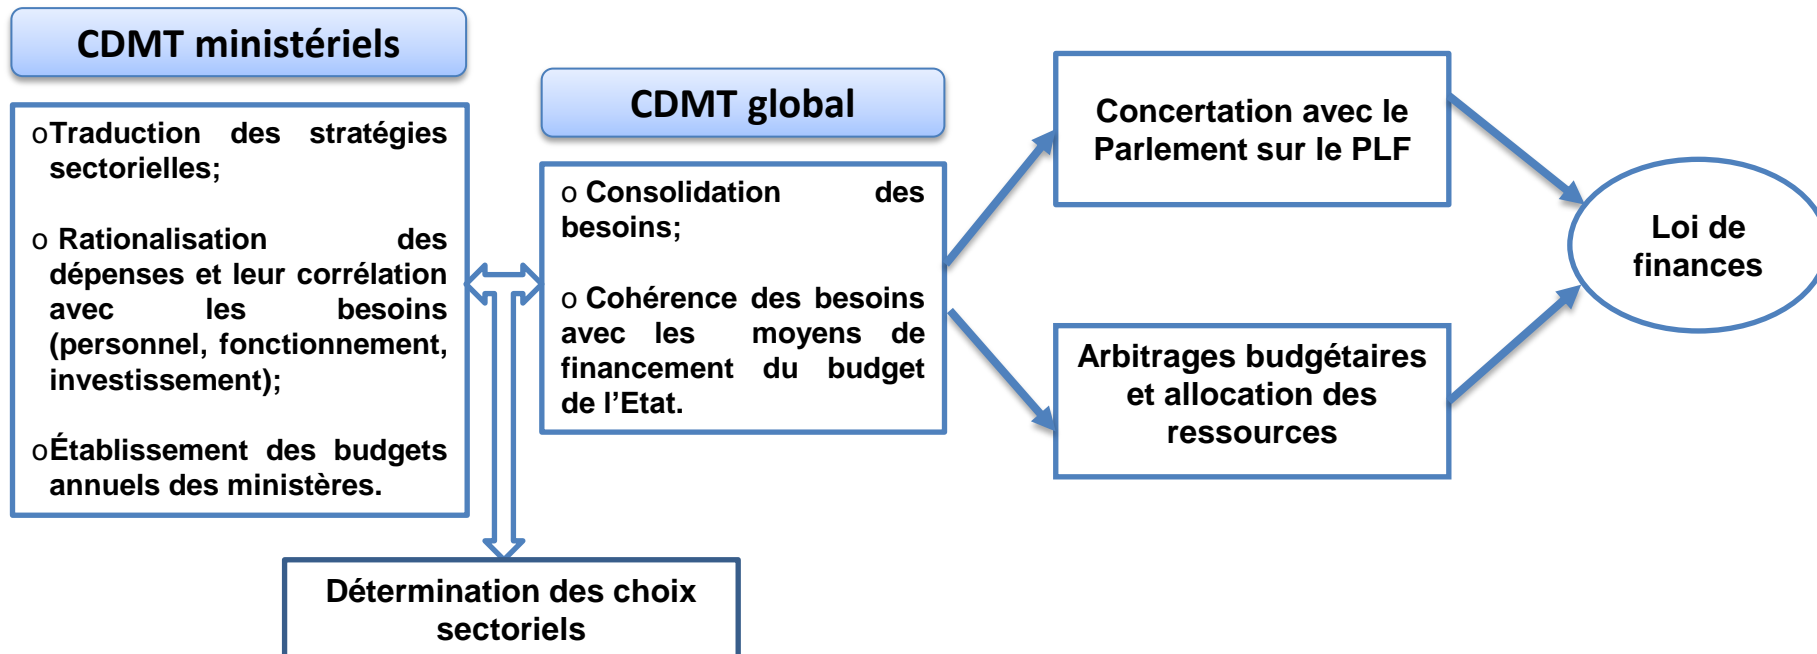 CDMT ministériels
oTraduction des stratégies
sectorielles;
o Rationalisation des
dépenses et leur corrélation
avec les besoins
(personnel, fonctionnement,
investissement);
oÉtablissement des budgets
annuels des ministères.
CDMT global
o Consolidation des
besoins;
o Cohérence des besoins
avec les moyens de
financement du budget
de l’Etat.
Détermination des choix
sectoriels
Concertation avec le
Parlement sur le PLF
Arbitrages budgétaires
et allocation des
ressources
Loi de
finances